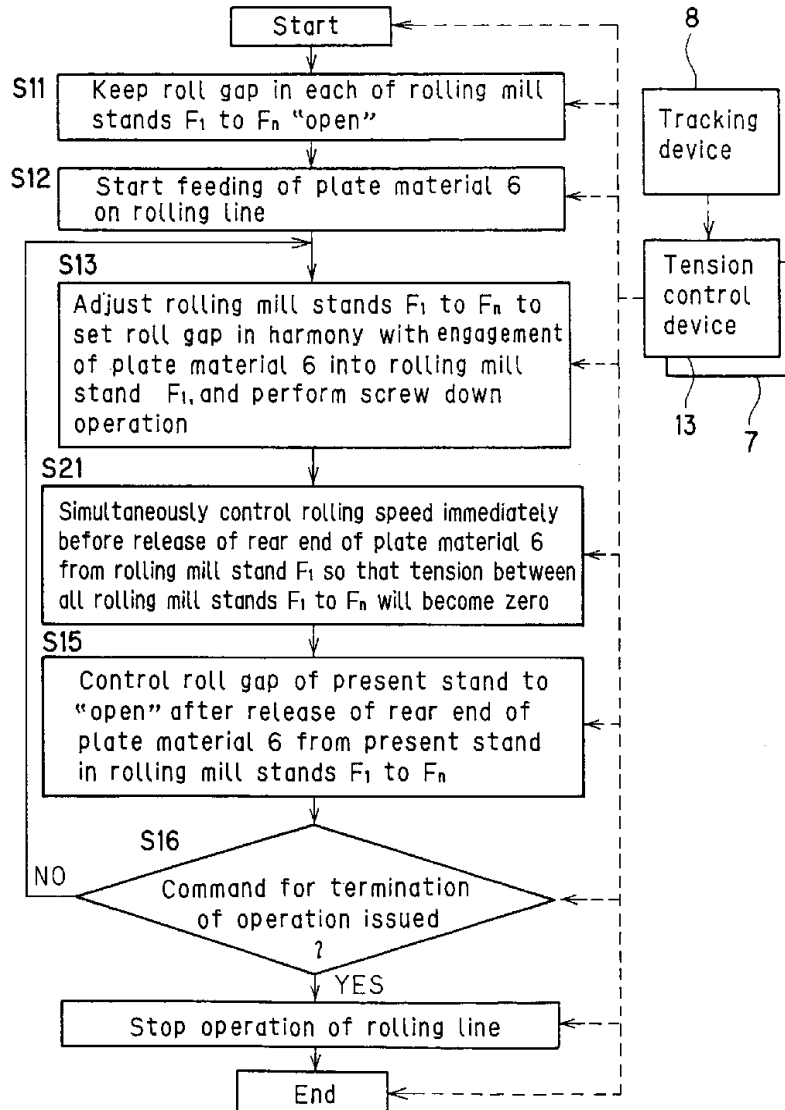 Start
8
S11
Keep roll gap in each of rolling mill
stands F1 to Fn "open"
Tracking
device
S12
Start feeding of plate material 6
on rolling line
S13
Adjust rolling mill stands F1 to Fn to
set roll gap in harmony with engagement
of plate material 6 into rolling mill
stand F1, and perform screw down
operation
Tension
control
device
13
7
S21
Simultaneously control rolling speed immediately
before release of rear end of plate material 6
from rolling mill stand F1 so that tension between
all rolling mill stands F1 to Fn will become zero
S15
Control roll gap of present stand to
"open" after release of rear end of
plate material 6 from present stand
in rolling mill stands F1 to Fn
S16
NO
Command for termination
of operation issued
?
YES
Stop operation of rolling line
End